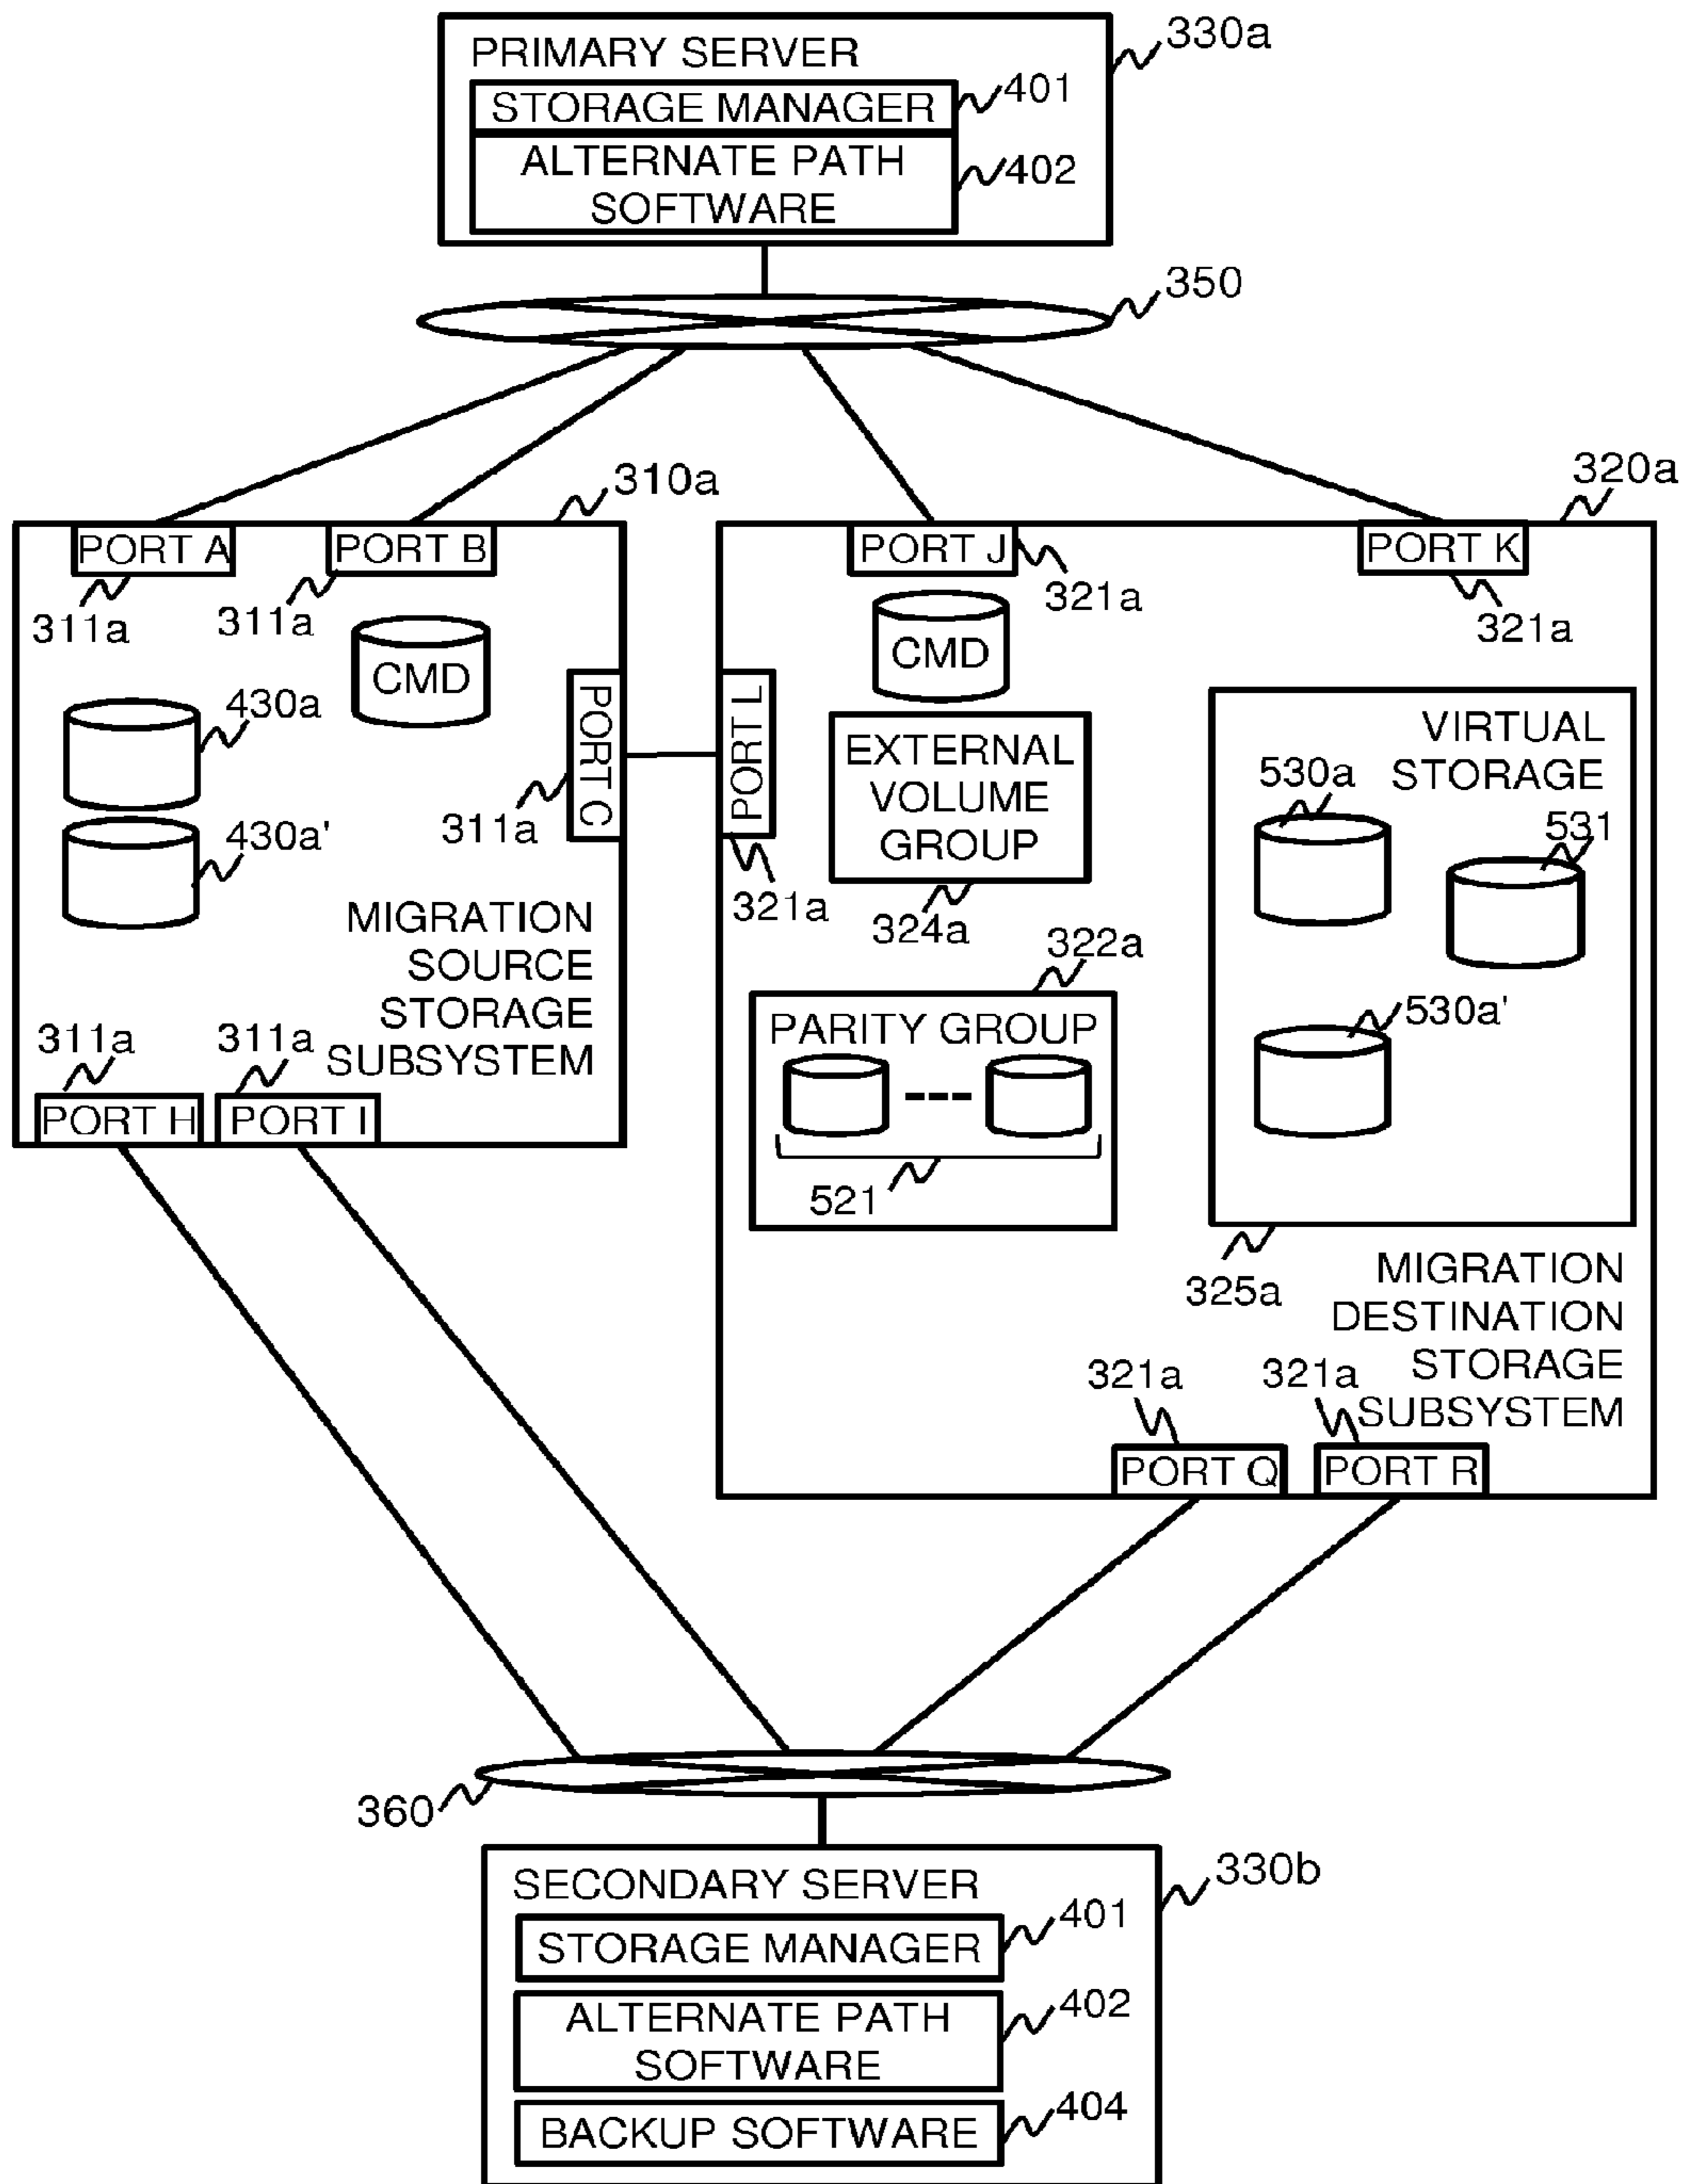 PRIMARY SERVER
330a
STORAGE MANAGER
401
ALTERNATE PATH
SOFTWARE
402
350
310a
320a
PORT A
PORT B
PORT J
PORT K
311a
311a
321a
321a
CMD
CMD
430a
430a'
PORT C
311a
PORT L
321a
EXTERNAL
VOLUME
GROUP
324a
VIRTUAL
STORAGE
530a
531
530a'
325a
MIGRATION
SOURCE
STORAGE
SUBSYSTEM
322a
PARITY GROUP
521
311a
311a
PORT H
PORT I
MIGRATION
DESTINATION
STORAGE
SUBSYSTEM
321a
321a
PORT Q
PORT R
360
SECONDARY SERVER
330b
STORAGE MANAGER
401
ALTERNATE PATH
SOFTWARE
402
BACKUP SOFTWARE
404